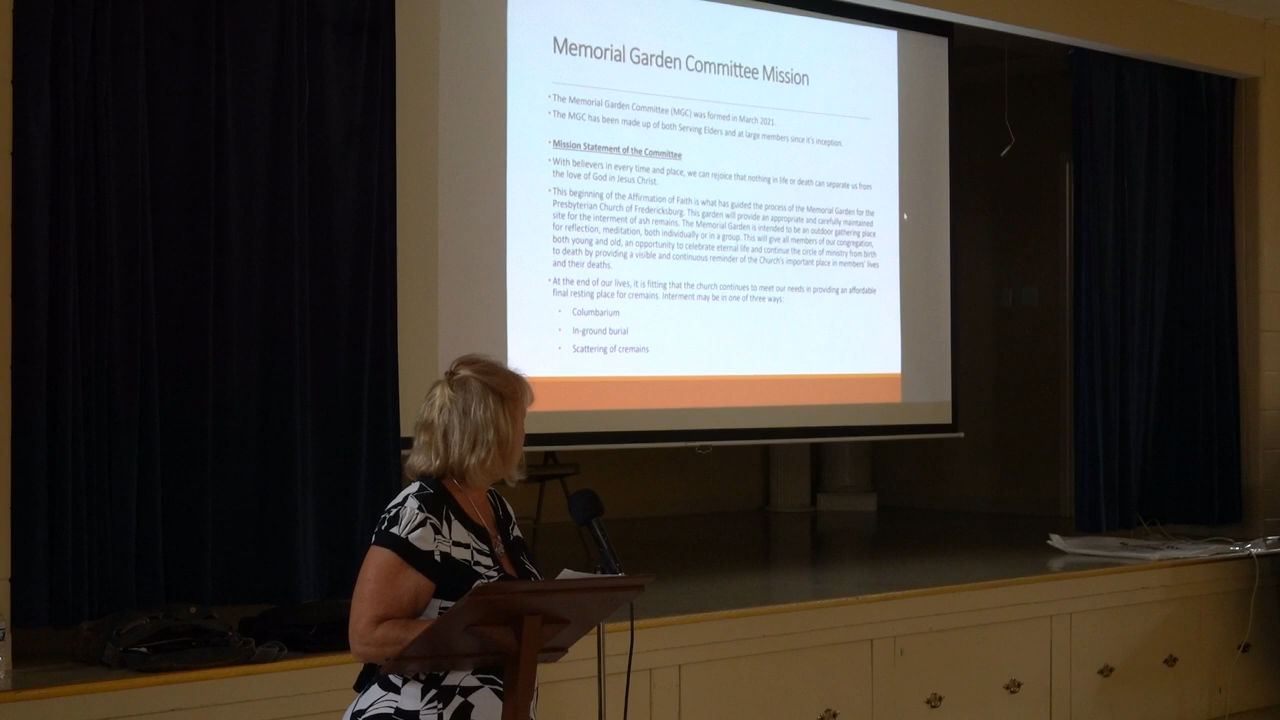 Memorial Garden Committee Mission
• The Memorial Garden Committee (MGC) was formed in March 2021.
• The MGC has been made up of both Serving Elders and at large members since it's inception.
• Mission Statement of the Committee
• With believers in every time and place, we can rejoice that nothing in life or death can separate us from
the love of God in Jesus Christ.
• This beginning of the Affirmation of Faith is what has guided the process of the Memorial Garden for the
Presbyterian Church of Fredericksburg. This garden will provide an appropriate and carefully maintained
site for the interment of ash remains. The Memorial Garden is intended to be an outdoor gathering place
for reflection, meditation, both individually or in a group. This will give all members of our congregation,
both young and old, an opportunity to celebrate eternal life and continue the circle of ministry from birth
to death by providing a visible and continuous reminder of the Church's important place in members' lives
and their deaths.
• At the end of our lives, it is fitting that the church continues to meet our needs in providing an affordable
final resting place for cremains. Interment may be in one of three ways:
• Columbarium
• In-ground burial
• Scattering of cremains